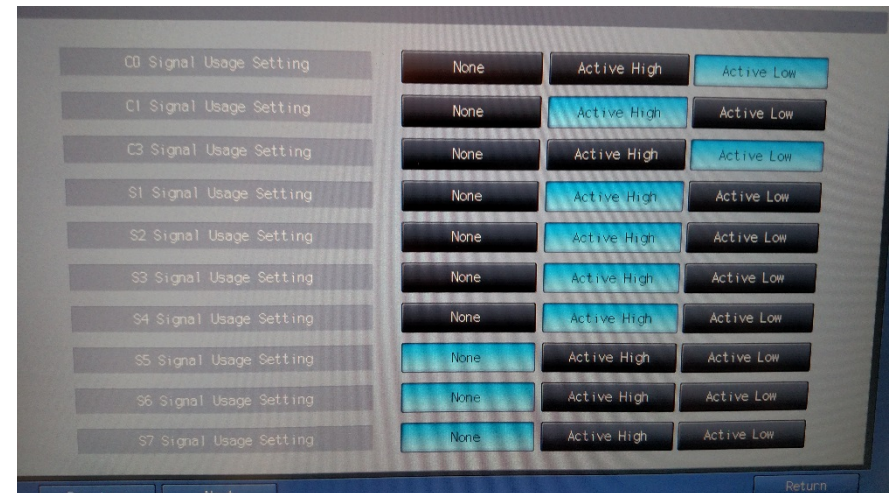 C0 Signal Usage Setting None Active High Active Low
C1 Signal Usage Setting None Active High Active Low
C3 Signal Usage Setting None Active High Active Low
S1 Signal Usage Setting None Active High Active Low
S2 Signal Usage Setting None Active High Active Low
S3 Signal Usage Setting None Active High Active Low
S4 Signal Usage Setting None Active High Active Low
S5 Signal Usage Setting None Active High Active Low
S6 Signal Usage Setting None Active High Active Low
S7 Signal Usage Setting None Active High Active Low
Return